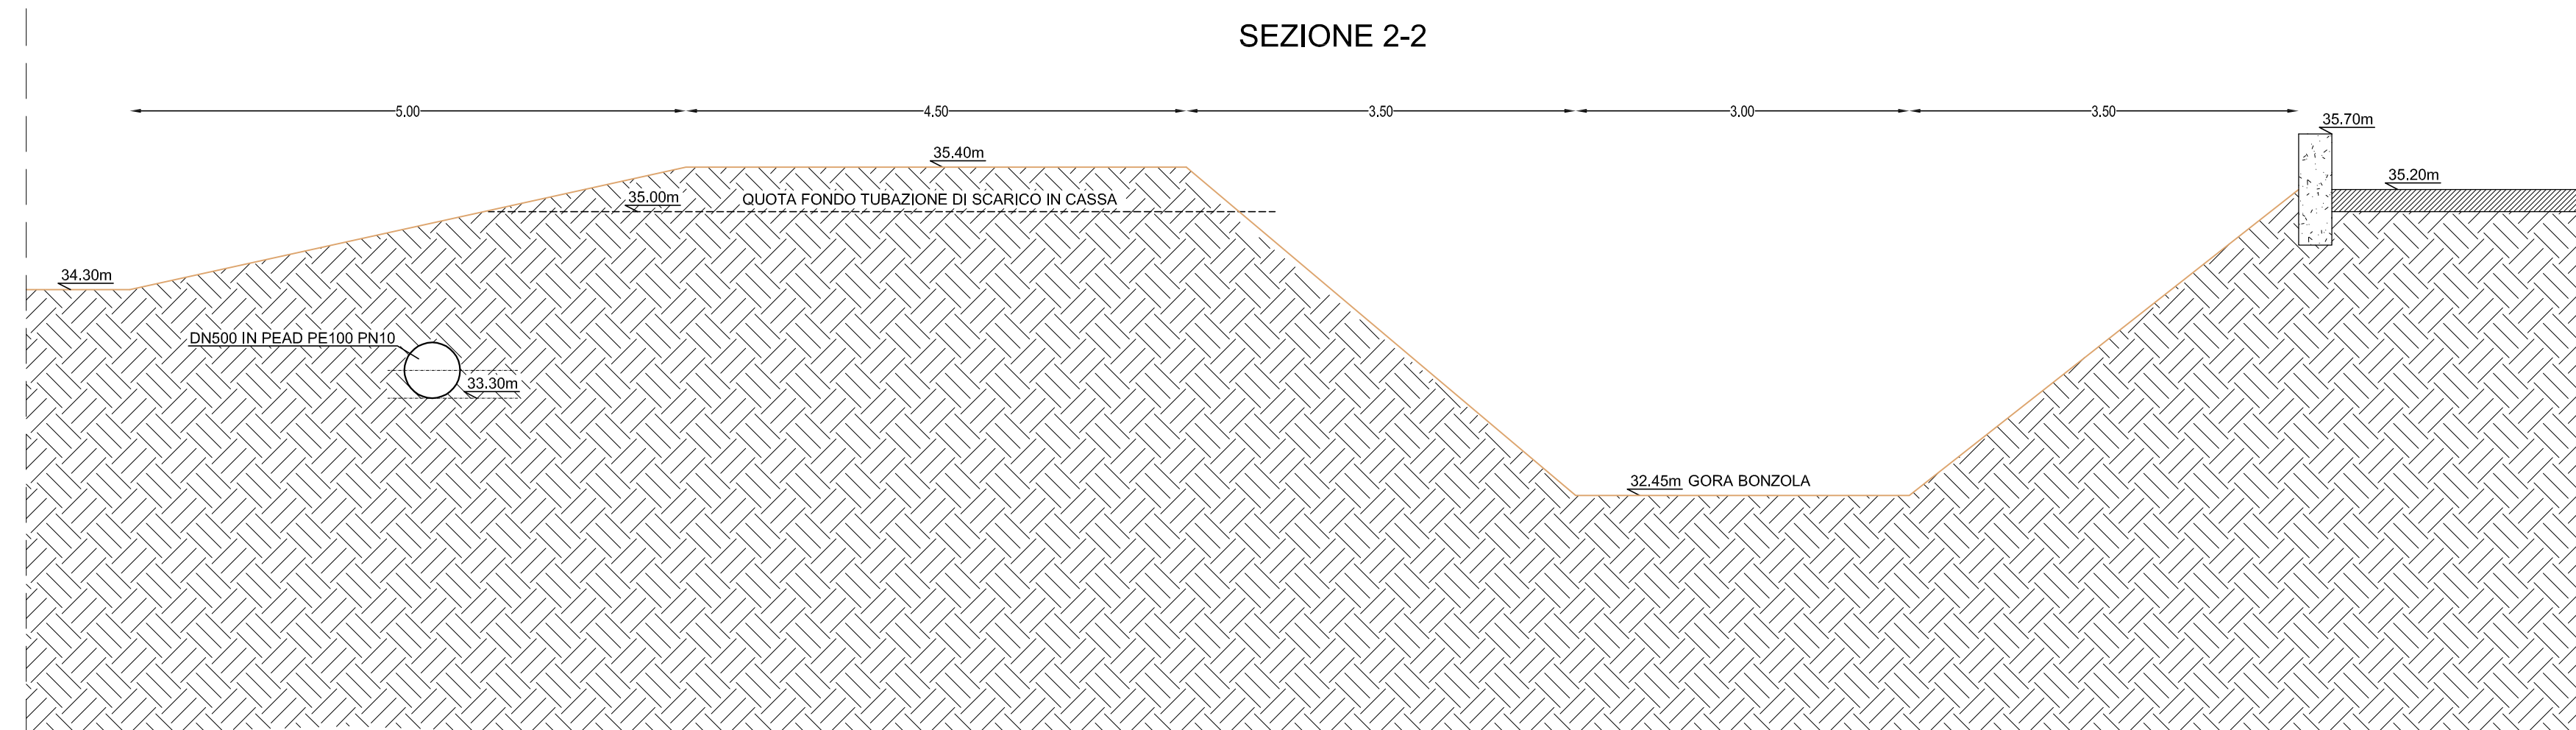 SEZIONE 2-2
5.00
4.50
3.50
3.00
3.50
35.70m
35.40m
35.20m
35.00m
QUOTA FONDO TUBAZIONE DI SCARICO IN CASSA
34.30m
DN500 IN PEAD PE100 PN10
33.30m
32.45m GORA BONZOLA